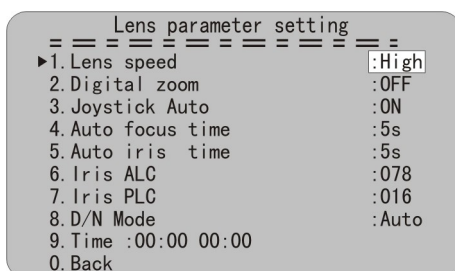 Lens parameter setting
▶1. Lens speed :High
2. Digital zoom :OFF
3. Joystick Auto :ON
4. Auto focus time :5s
5. Auto iris time :5s
6. Iris ALC :078
7. Iris PLC :016
8. D/N Mode :Auto
9. Time :00:00 00:00
0. Back